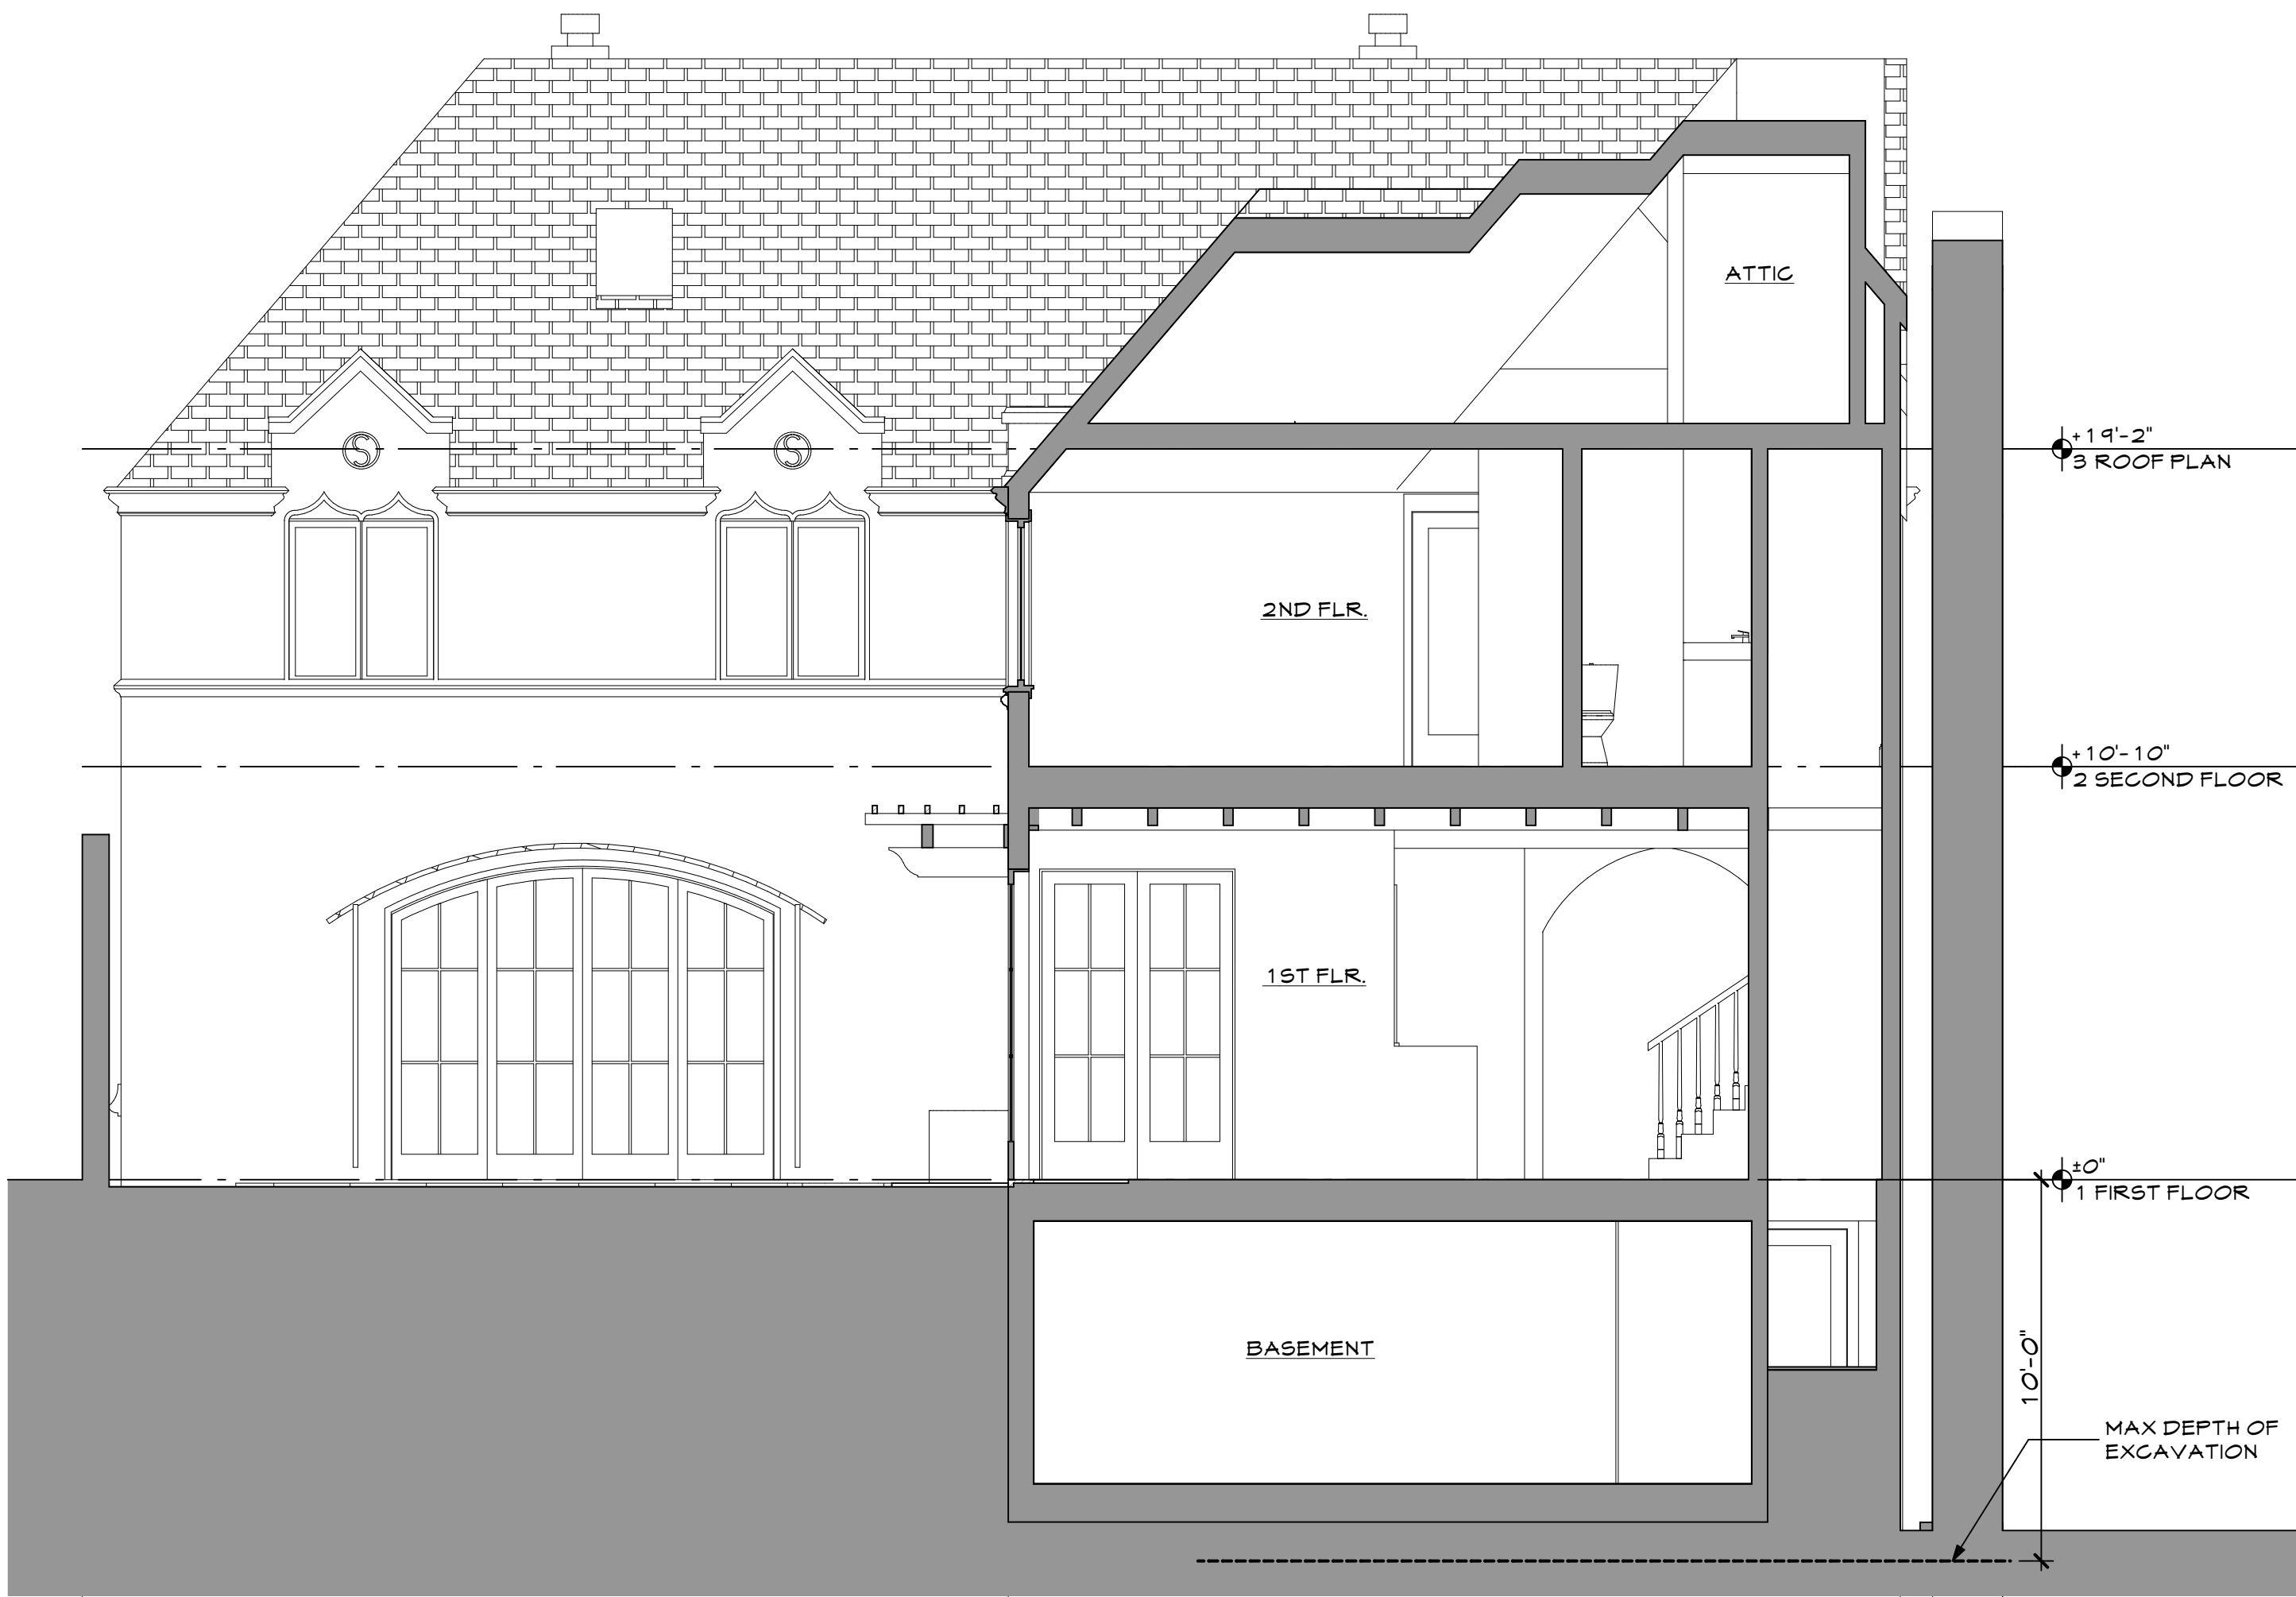 S
S
ATTIC
+19'-2"
3 ROOF PLAN
2ND FLR.
+10'-10"
2 SECOND FLOOR
1ST FLR.
±0"
1 FIRST FLOOR
BASEMENT
10'-0"
MAX DEPTH OF
EXCAVATION